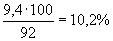 9,4·100
92
= 10,2%